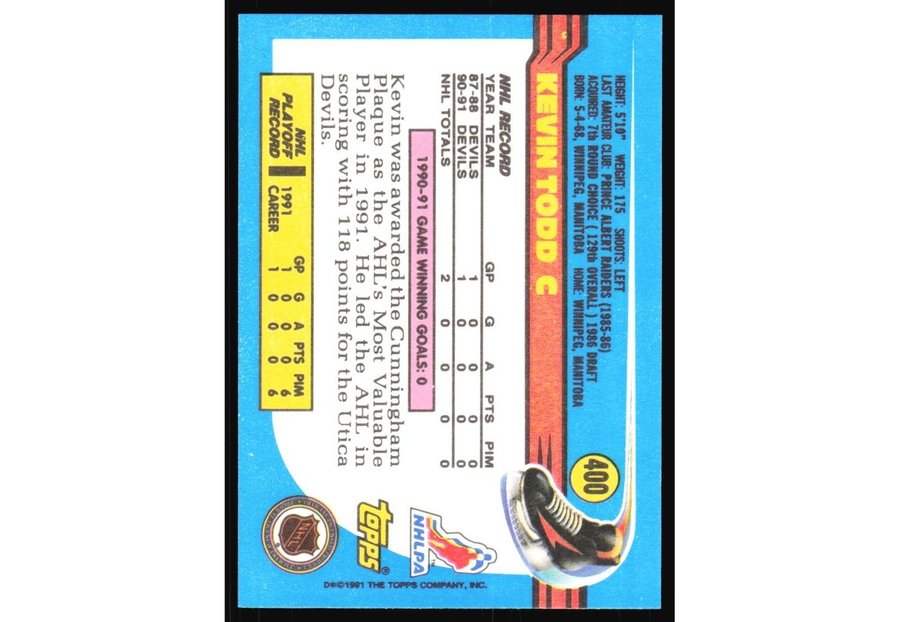 400
KEVIN TODD C
HEIGHT: 5'10" WEIGHT: 175 SHOOTS: LEFT
LAST AMATEUR CLUB: PRINCE ALBERT RAIDERS (1985-86)
ACQUIRED: 7th ROUND CHOICE ( 129th OVERALL ) 1986 DRAFT
BORN: 5-4-68, WINNIPEG, MANITOBA HOME: WINNIPEG, MANITOBA
NHL RECORD
YEAR TEAM GP G A PTS PIM
87-88 DEVILS 1 0 0 0 0
90-91 DEVILS 1 0 0 0 0
NHL TOTALS 2 0 0 0 0
1990-91 GAME WINNING GOALS: 0
Kevin was awarded the Cunningham
Plaque as the AHL's Most Valuable
Player in 1991. He led the AHL in
scoring with 118 points for the Utica
Devils.
NHL PLAYOFF RECORD
GP G A PTS PIM
1991 1 0 0 0 6
CAREER 1 0 0 0 6
NHLPA
topps®
NHL
D*©1991 THE TOPPS COMPANY, INC.